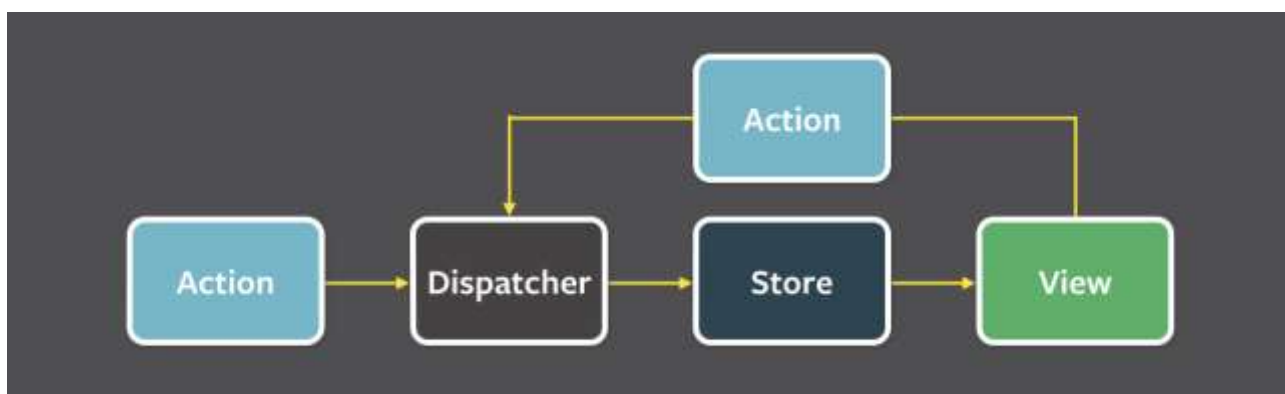 Action
Action
Dispatcher
Store
View